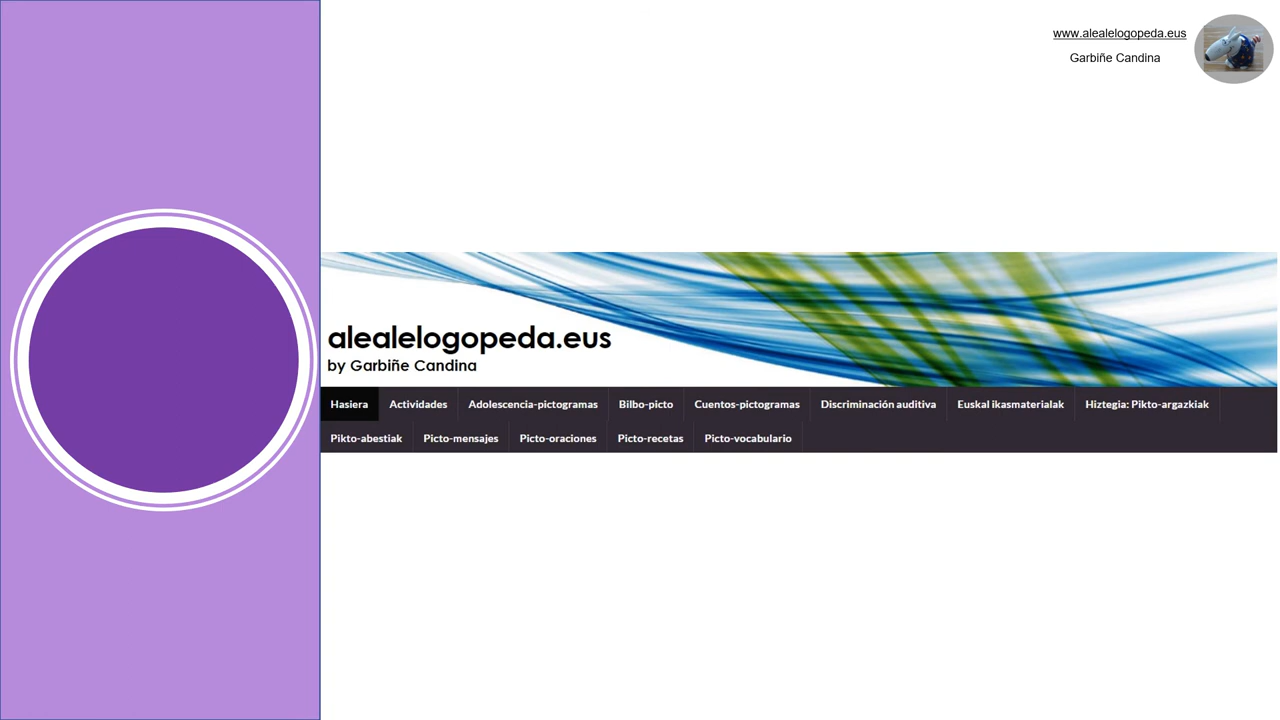 www.alealelogopeda.eus
Garbiñe Candina
alealelogopeda.eus
by Garbiñe Candina
Hasiera Actividades Adolescencia-pictogramas Bilbo-picto Cuentos-pictogramas Discriminación auditiva Euskal ikasmaterialak Hiztegia: Pikto-argazkiak
Pikto-abestiak Picto-mensajes Picto-oraciones Picto-recetas Picto-vocabulario